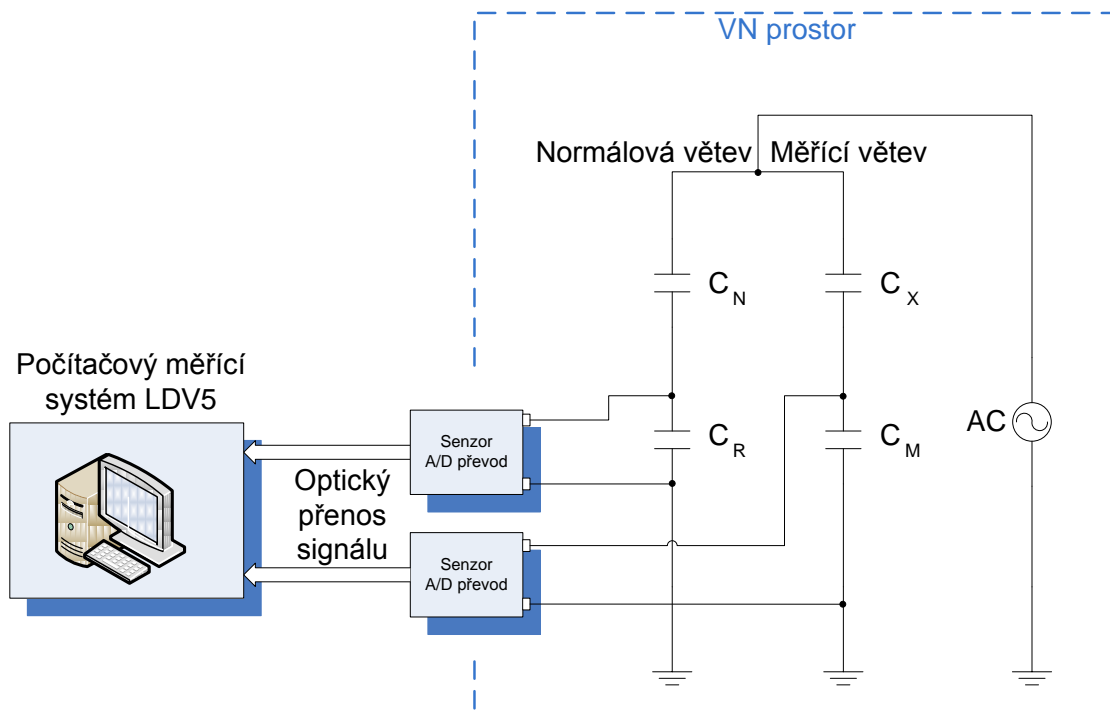 VN prostor
Normálová větev
Měřící větev
C N
C X
Počítačový měřící
systém LDV5
Senzor
A/D převod
C R
C M
AC
Optický
přenos
signálu
Senzor
A/D převod